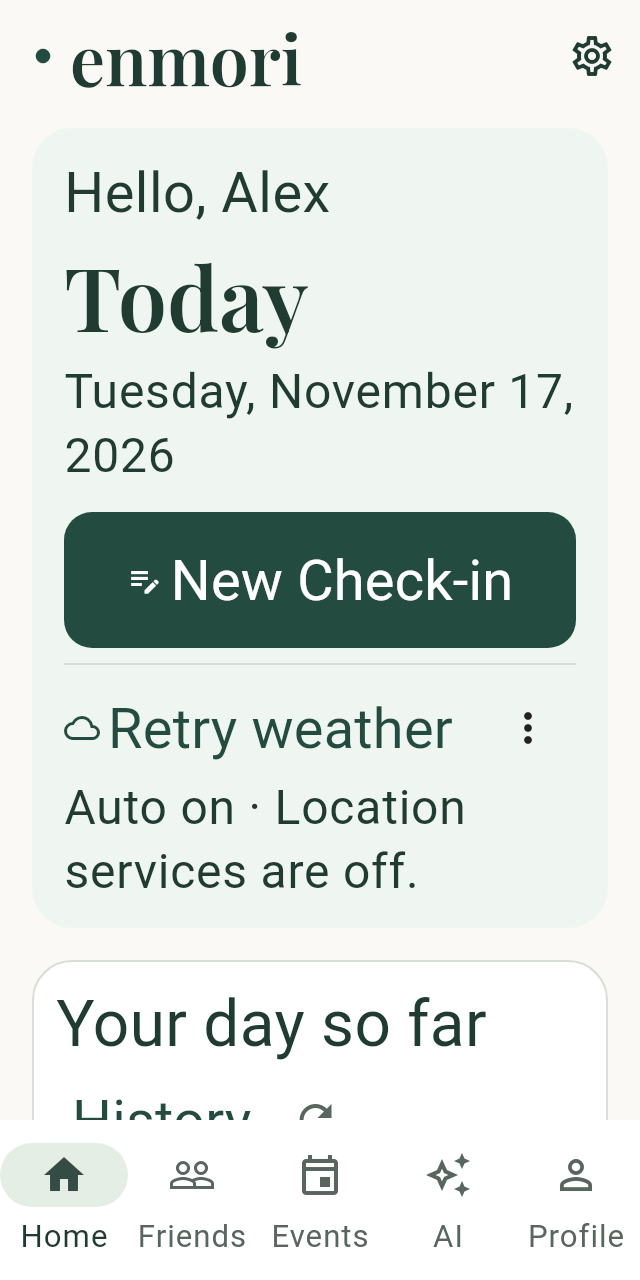 enmori
Hello, Alex
Today
Tuesday, November 17,
2026
New Check-in
Retry weather
Auto on · Location
services are off.
Your day so far
History
Home
Friends
Events
AI
Profile